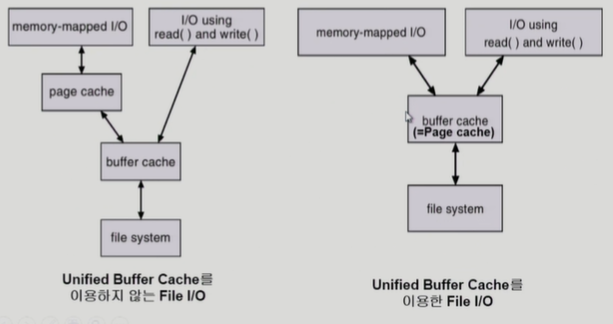 memory-mapped I/O
I/O using
read( ) and write( )
page cache
buffer cache
file system
Unified Buffer Cache를
이용하지 않는 File I/O
memory-mapped I/O
I/O using
read( ) and write( )
buffer cache
(=Page cache)
file system
Unified Buffer Cache를
이용한 File I/O